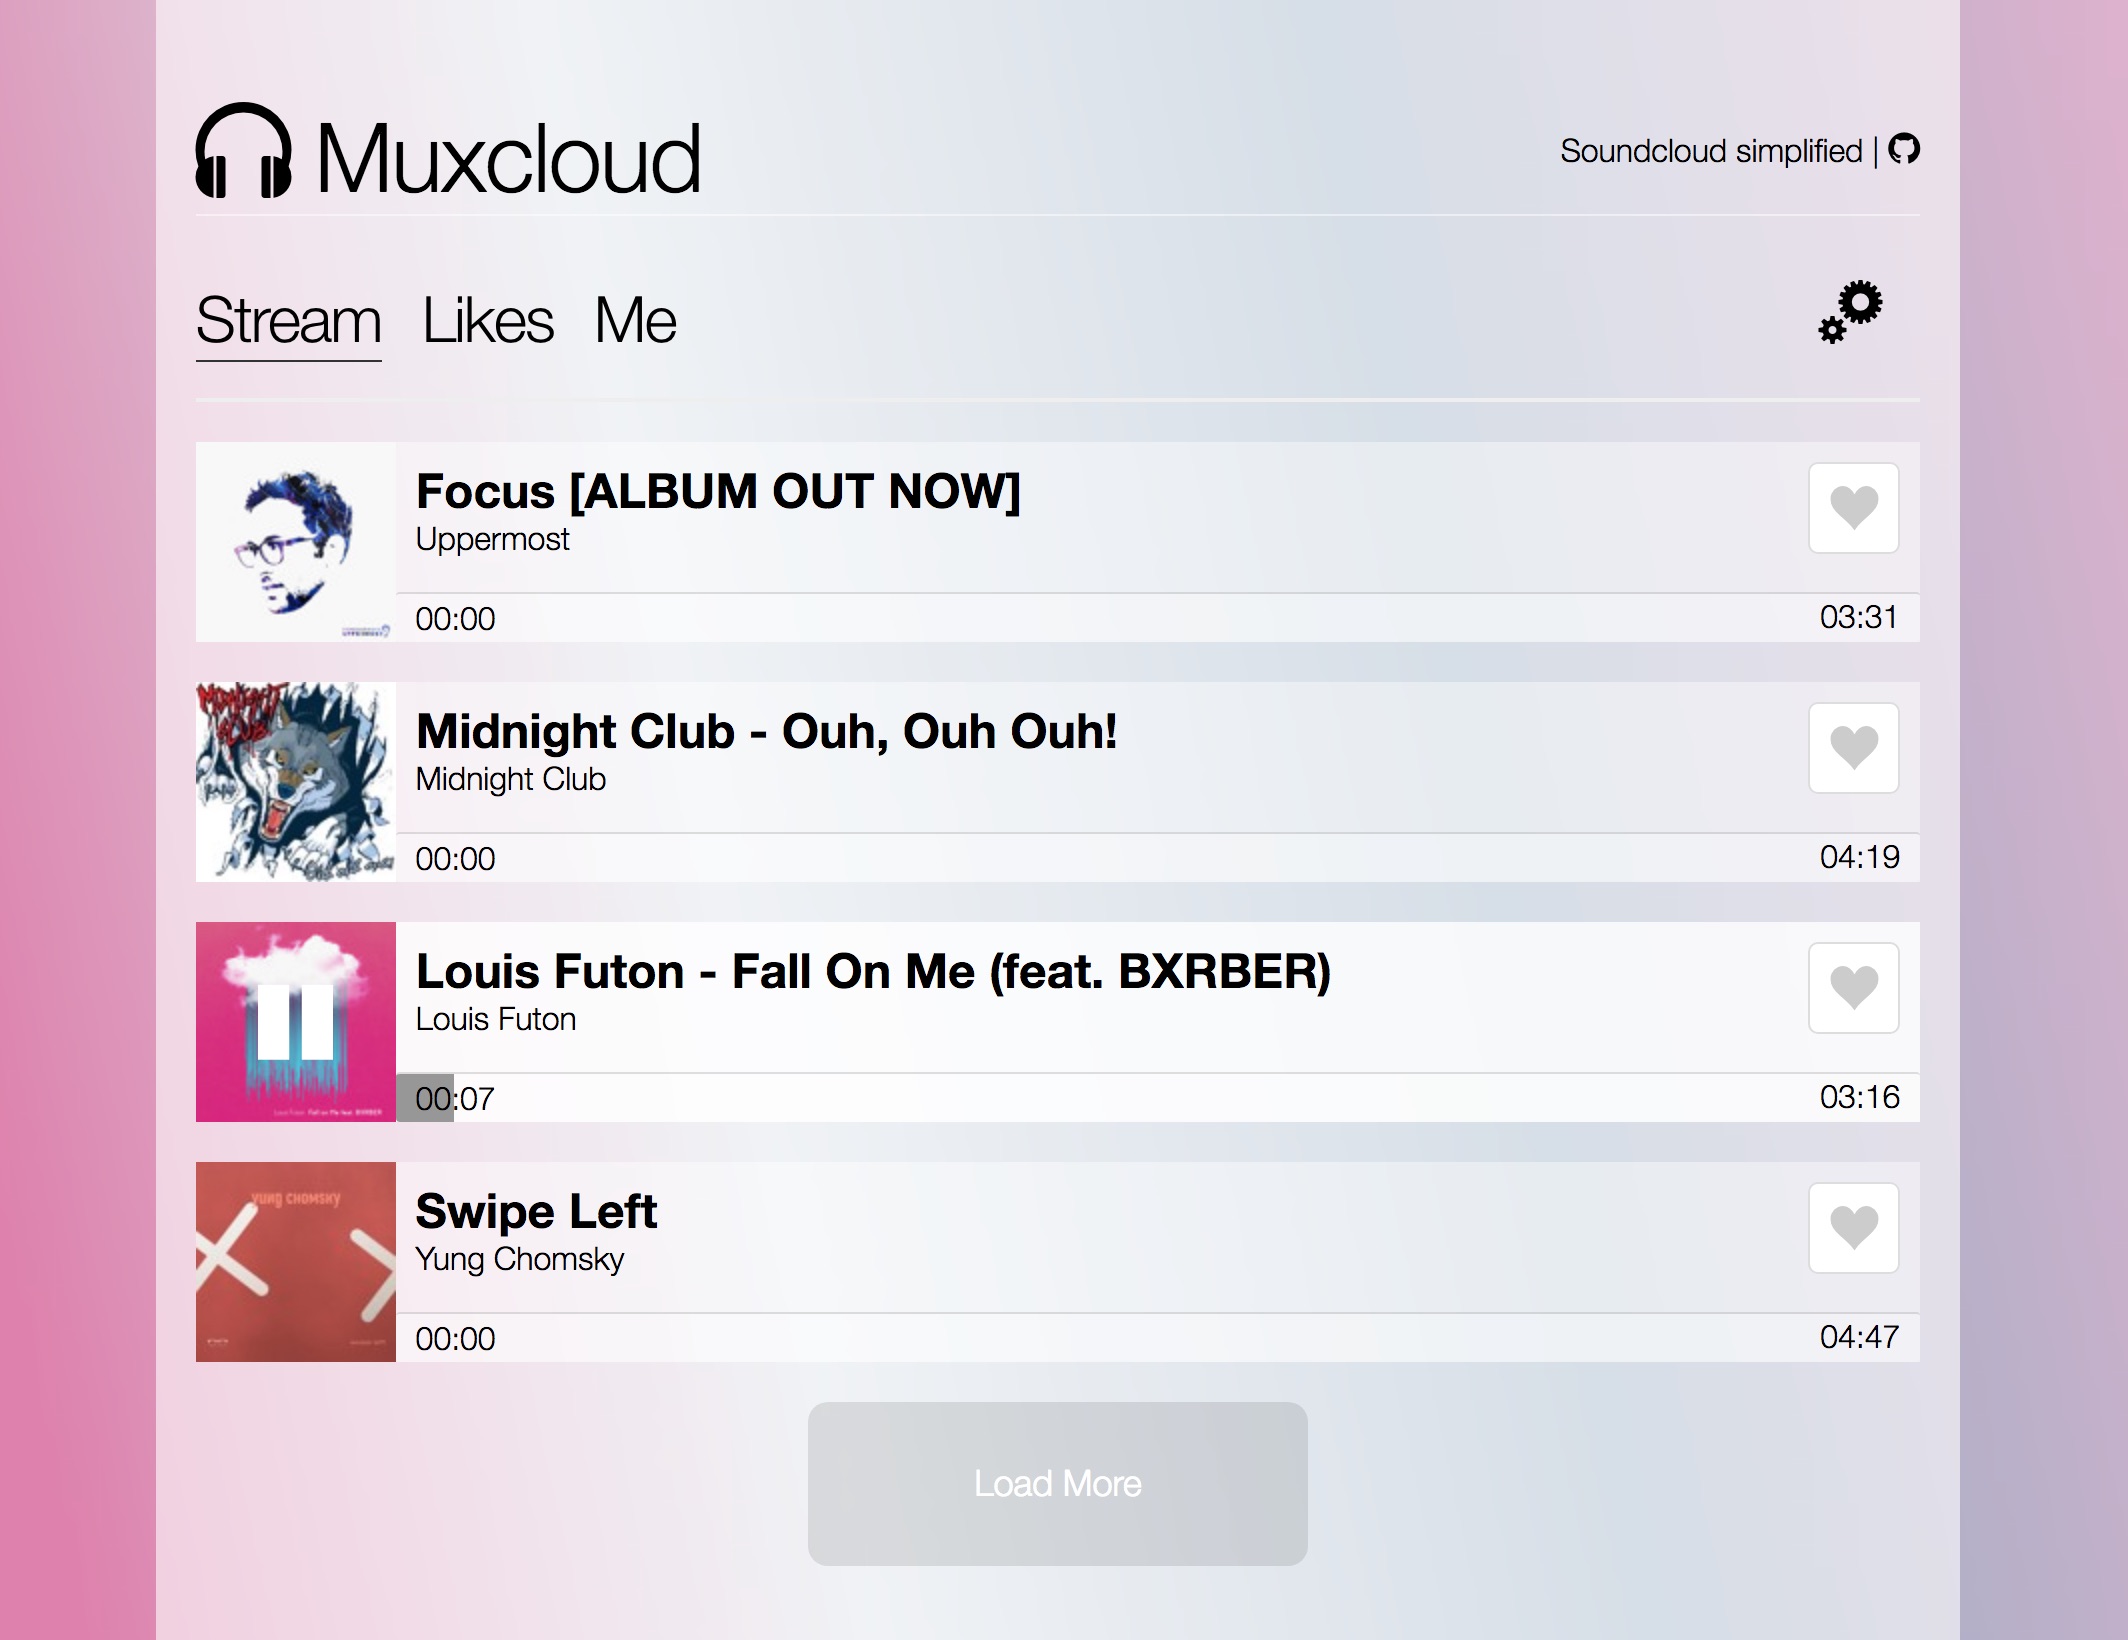 Muxcloud
Soundcloud simplified |
Stream Likes Me
Focus [ALBUM OUT NOW]
Uppermost
00:00 03:31
MIDNIGHT
CLUB
Midnight Club - Ouh, Ouh Ouh!
Midnight Club
00:00 04:19
Louis Futon - Fall On Me (feat. BXRBER)
Louis Futon
00:07 03:16
YUNG CHOMSKY
Swipe Left
Yung Chomsky
00:00 04:47
Load More